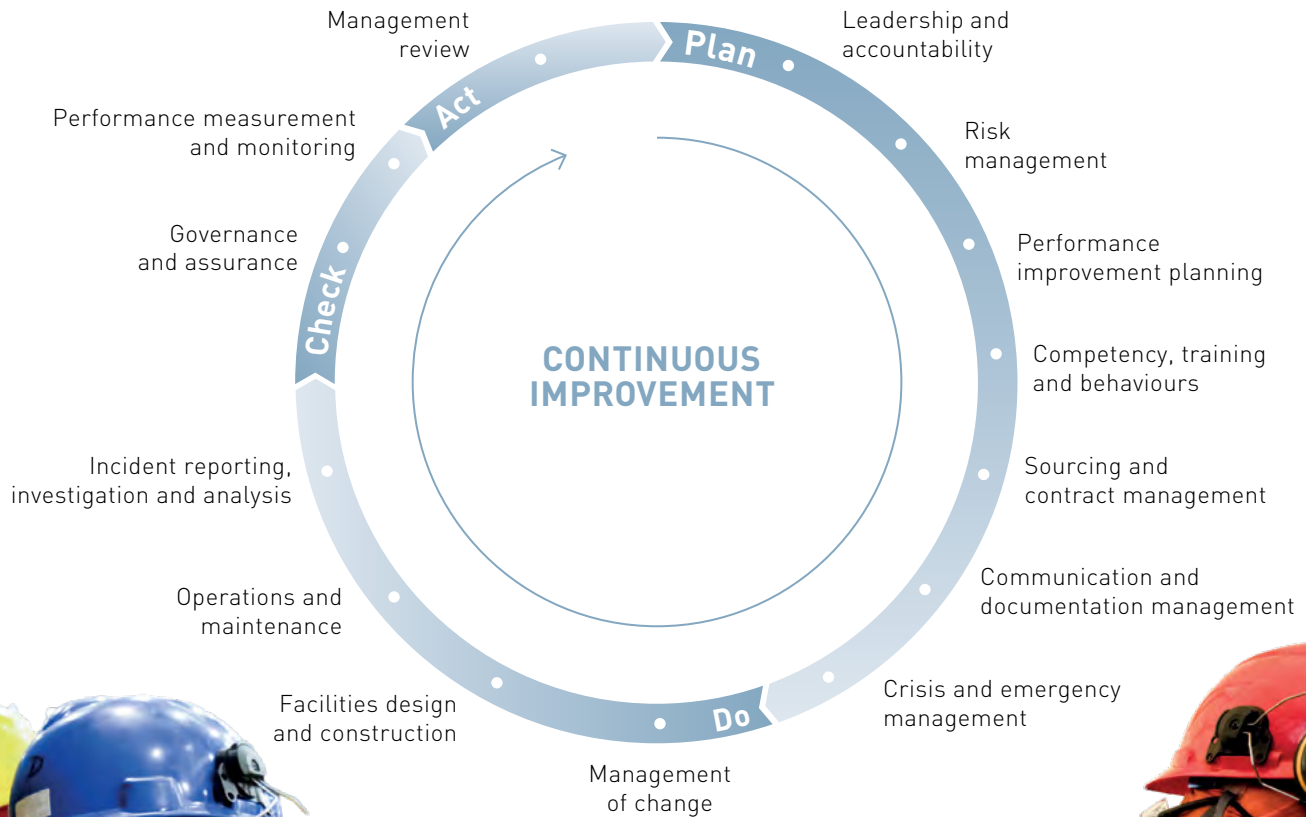 Plan
Leadership and
accountability
Risk
management
Performance
improvement planning
Competency, training
and behaviours
Sourcing and
contract management
Communication and
documentation management
Crisis and emergency
management
Do
Management
of change
Facilities design
and construction
Operations and
maintenance
Incident reporting,
investigation and analysis
Check
Governance
and assurance
Performance measurement
and monitoring
Act
Management
review
CONTINUOUS
IMPROVEMENT
D